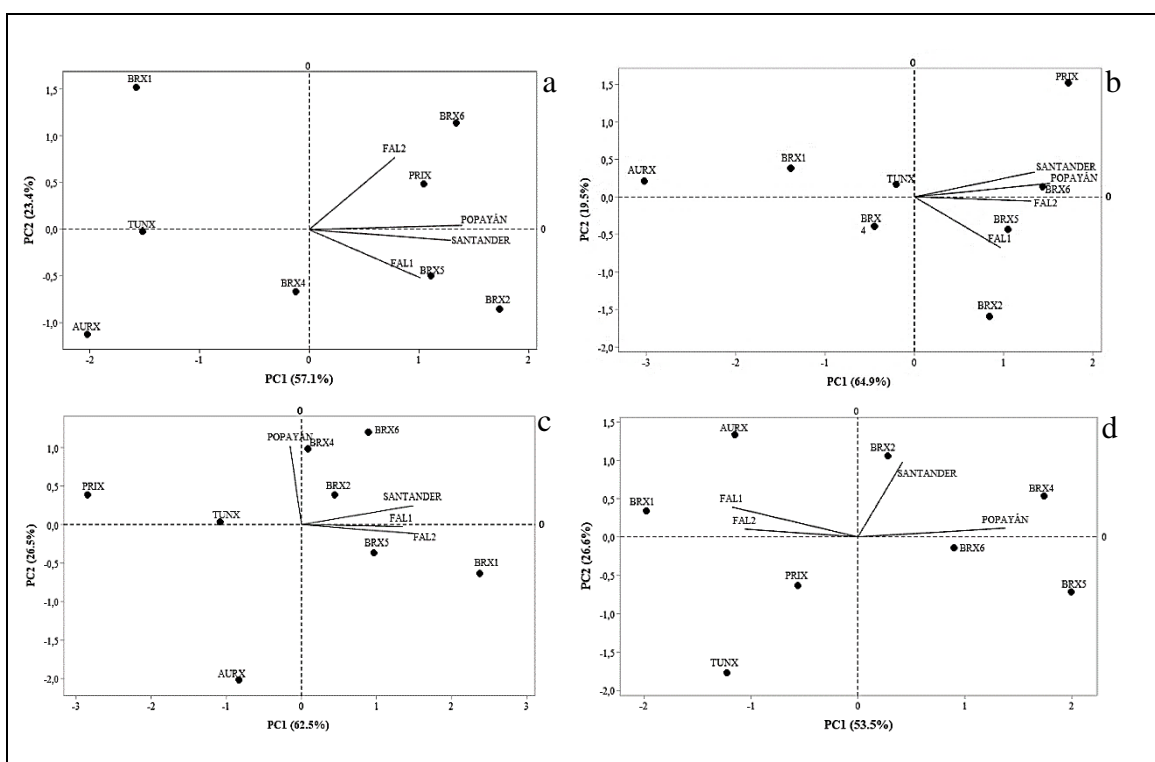 0
a
BRX1
1,5
BRX6
1,0
FAL2
PRIX
0,5
POPAYÂN
PC2 (23.4%)
0,0
TUNX
0
SANTANDER
FAL1
BRX5
-0,5
BRX4
BRX2
-1,0
AURX
-2
-1
0
1
2
PC1 (57.1%)
0
b
1,5
PRIX
1,0
0,5
BRX1
SANTANDER
AURX
TUNX
POPAYÂN
PC2 (19.5%)
0,0
BRX6
0
FAL2
BRX
4
BRX5
-0,5
FAL1
-1,0
BRX2
-1,5
-2,0
-3
-2
-1
0
1
2
PC1 (64.9%)
0
c
1,5
BRX6
POPAYÂN
1,0
BRX4
BRX2
PRIX
0,5
SANTANDER
TUNX
FAL1
PC2 (26.5%)
0,0
0
FAL2
BRX5
-0,5
BRX1
-1,0
-1,5
AURX
-2,0
-3
-2
-1
0
1
2
3
PC1 (62.5%)
0
d
1,5
AURX
BRX2
1,0
SANTANDER
BRX4
BRX1
FAL1
0,5
FAL2
POPAYÂN
PC2 (26.6%)
0,0
0
BRX6
-0,5
PRIX
BRX5
-1,0
-1,5
TUNX
-2,0
-2
-1
0
1
2
PC1 (53.5%)